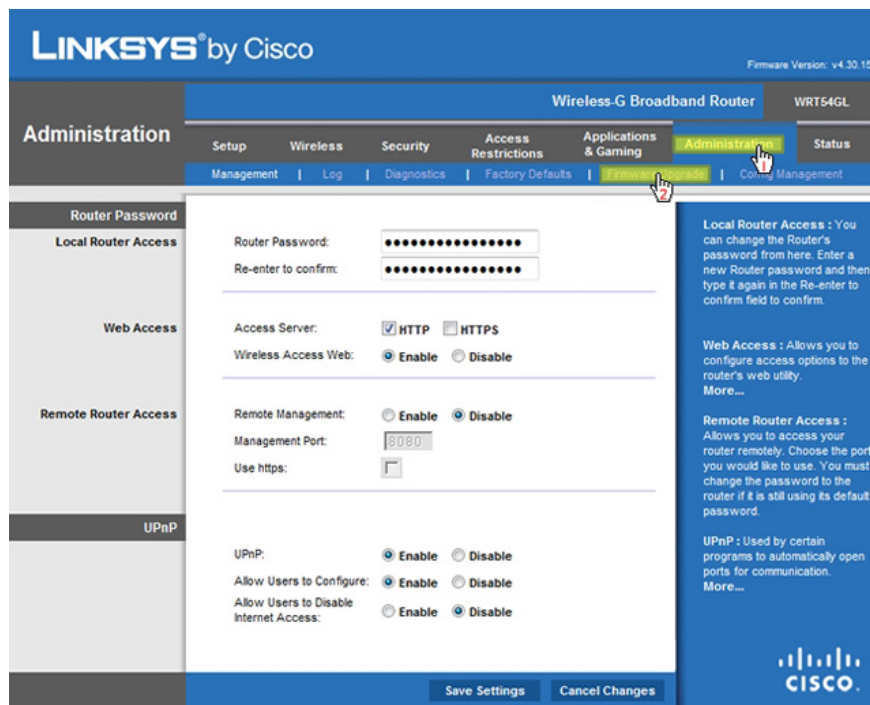 LINKSYS® by Cisco
Firmware Version: v4.30.15
Wireless-G Broadband Router WRT54GL
Administration
Setup Wireless Security Access Restrictions Applications & Gaming Administration Status
Management | Log | Diagnostics | Factory Defaults | Firmware Upgrade | Config Management
1
2
Router Password
Local Router Access
Router Password:
Re-enter to confirm:
Web Access
Access Server: HTTP HTTPS
Wireless Access Web: Enable Disable
Remote Router Access
Remote Management: Enable Disable
Management Port: 8080
Use https:
UPnP
UPnP: Enable Disable
Allow Users to Configure: Enable Disable
Allow Users to Disable
Internet Access: Enable Disable
Local Router Access : You
can change the Router's
password from here. Enter a
new Router password and then
type it again in the Re-enter to
confirm field to confirm.
Web Access : Allows you to
configure access options to the
router's web utility.
More...
Remote Router Access :
Allows you to access your
router remotely. Choose the port
you would like to use. You must
change the password to the
router if it is still using its default
password.
UPnP : Used by certain
programs to automatically open
ports for communication.
More...
Save Settings Cancel Changes
CISCO.